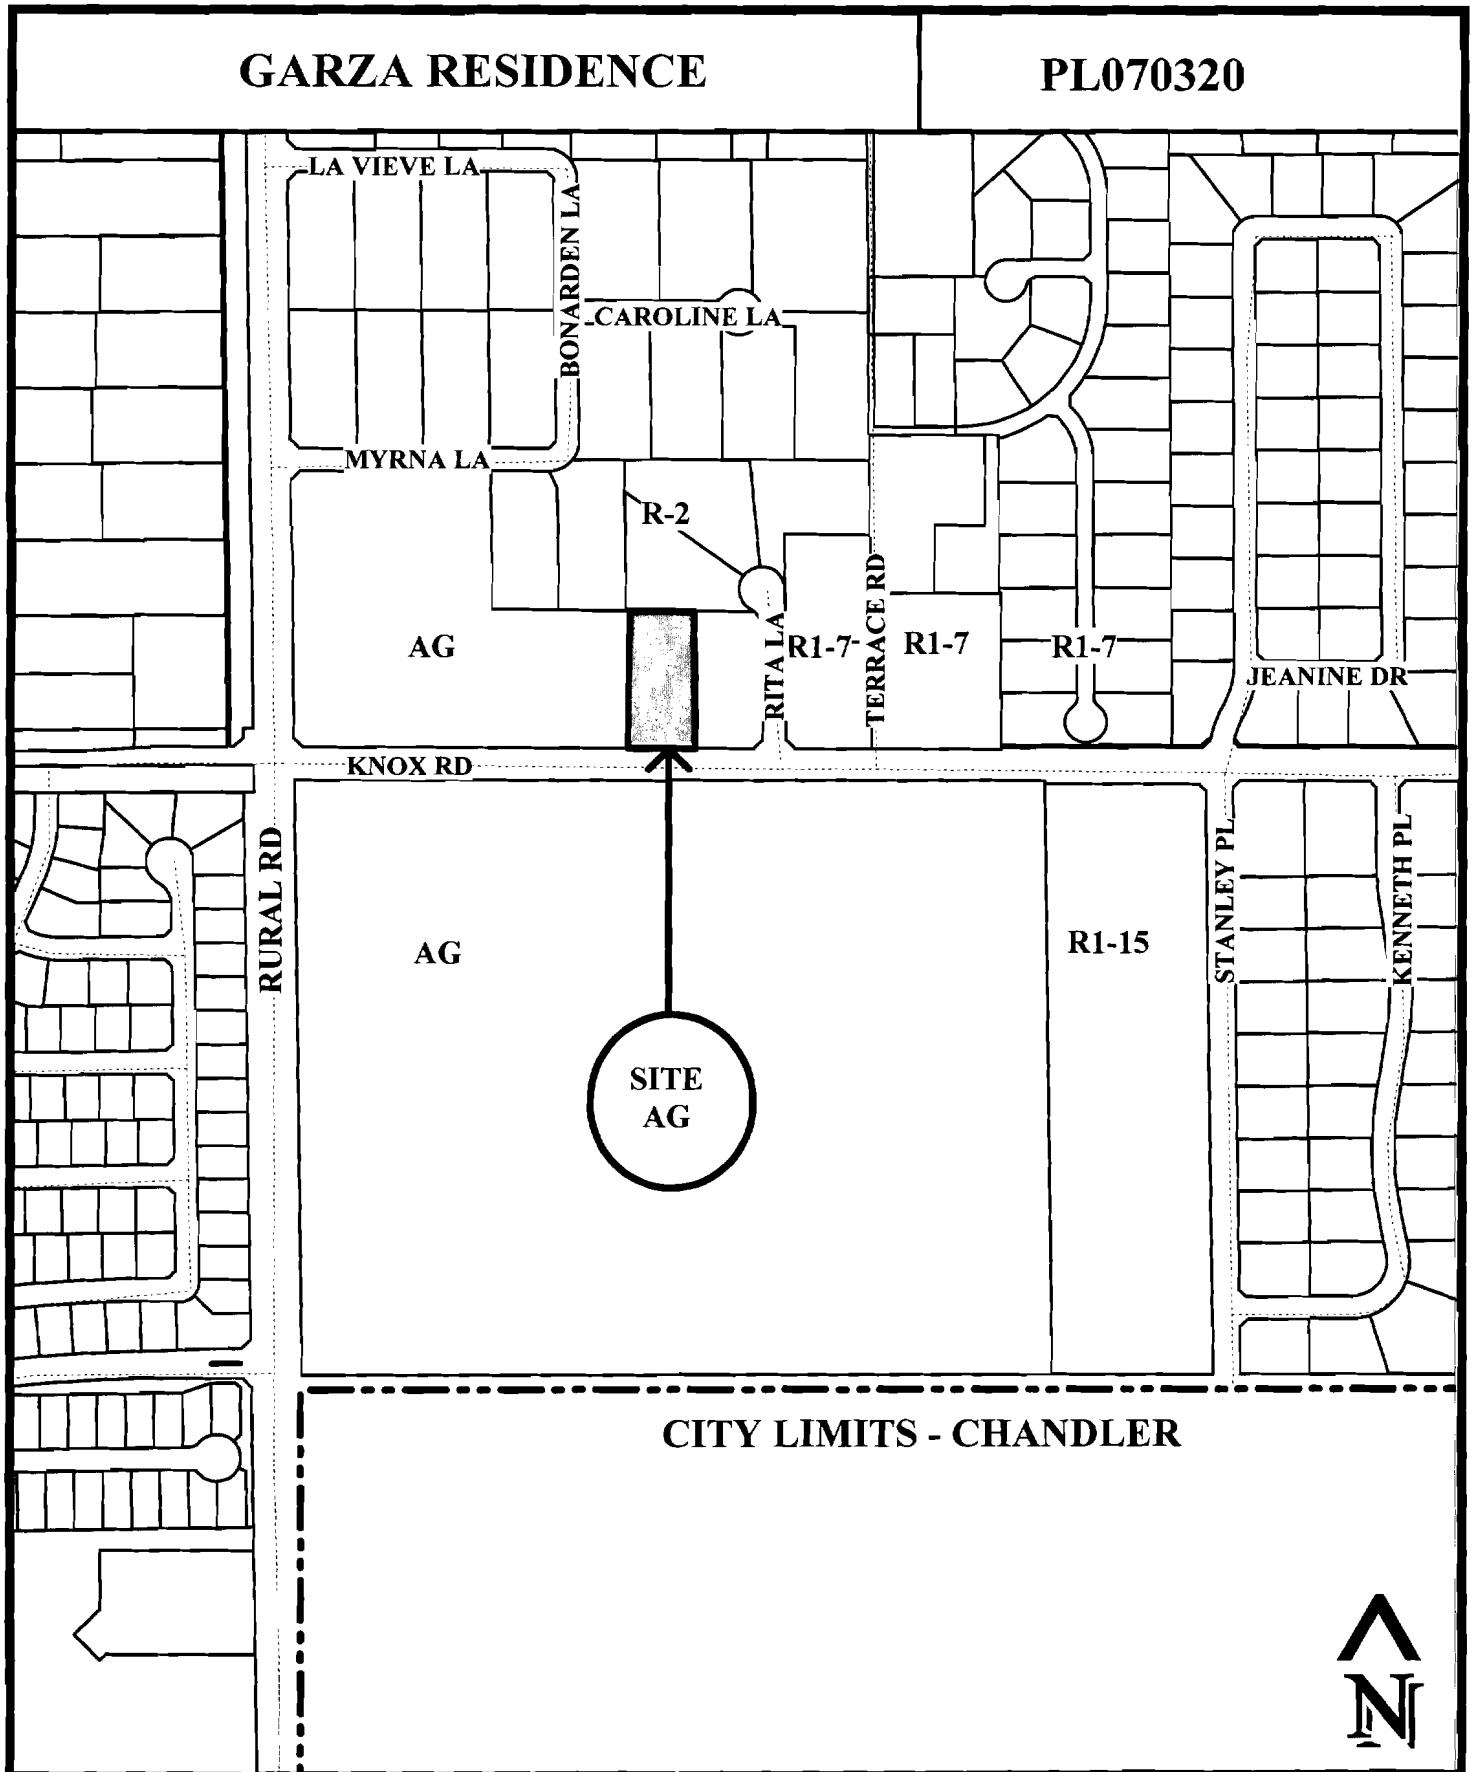 GARZA RESIDENCE
PL070320
LA VIEVE LA
BONARDEN LA
CAROLINE LA
MYRNA LA
R-2
AG
RITA LA
R1-7
TERRACE RD
R1-7
R1-7
JEANINE DR
KNOX RD
RURAL RD
AG
R1-15
STANLEY PL
KENNETH PL
SITE
AG
CITY LIMITS - CHANDLER
N